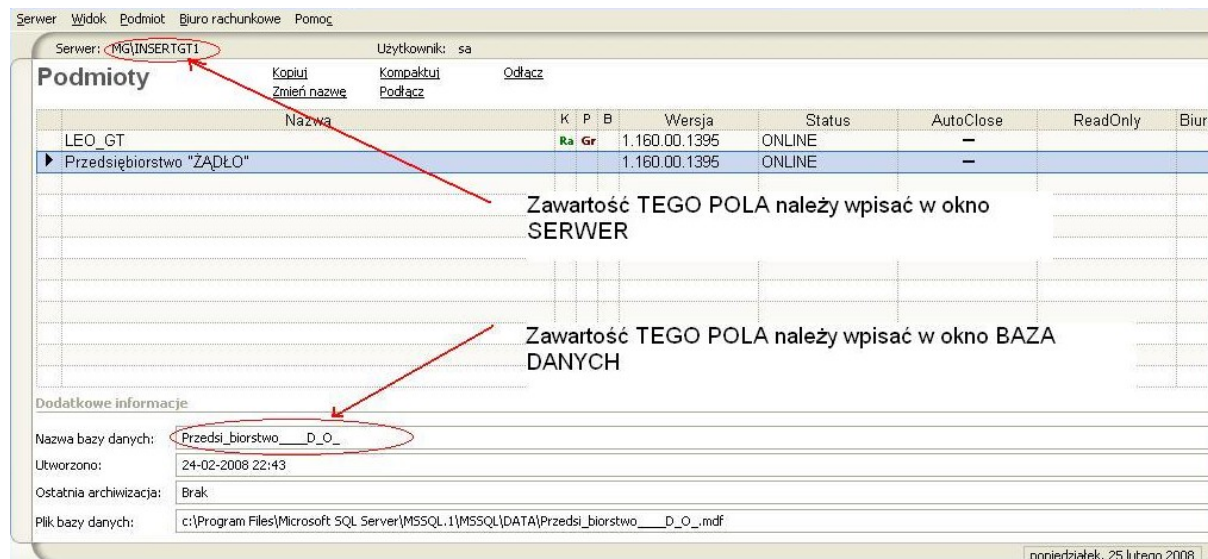 Serwer Widok Podmiot Biuro rachunkowe Pomoc
Serwer: MG\INSERTGT1 Użytkownik: sa
Podmioty
Kopiuj Kompaktuj Odłącz
Zmień nazwę Podłącz
Nazwa K P B Wersja Status AutoClose ReadOnly Biur
LEO_GT Ra Gr 1.160.00.1395 ONLINE –
Przedsiębiorstwo "ŻĄDŁO" 1.160.00.1395 ONLINE –
Zawartość TEGO POLA należy wpisać w okno
SERWER
Zawartość TEGO POLA należy wpisać w okno BAZA
DANYCH
Dodatkowe informacje
Nazwa bazy danych: Przedsi_biorstwo____D_O_
Utworzono: 24-02-2008 22:43
Ostatnia archiwizacja: Brak
Plik bazy danych: c:\Program Files\Microsoft SQL Server\MSSQL.1\MSSQL\DATA\Przedsi_biorstwo____D_O_.mdf
poniedziałek, 25 lutego 2008